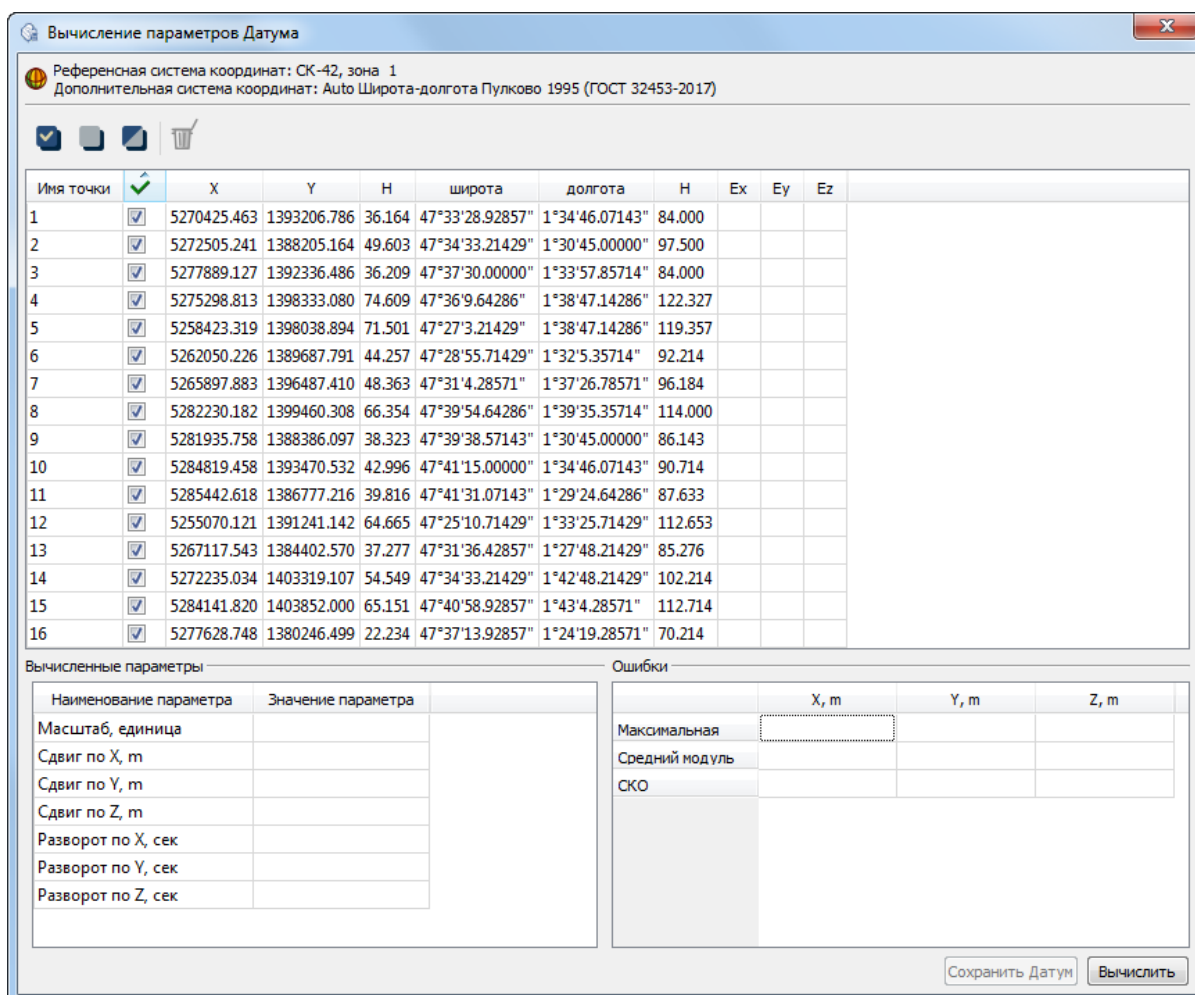 Вычисление параметров Датума
Референсная система координат: СК-42, зона 1
Дополнительная система координат: Auto Широта-долгота Пулково 1995 (ГОСТ 32453-2017)
Имя точки X Y H широта долгота H Ex Ey Ez
1 5270425.463 1393206.786 36.164 47°33'28.92857" 1°34'46.07143" 84.000
2 5272505.241 1388205.164 49.603 47°34'33.21429" 1°30'45.00000" 97.500
3 5277889.127 1392336.486 36.209 47°37'30.00000" 1°33'57.85714" 84.000
4 5275298.813 1398333.080 74.609 47°36'9.64286" 1°38'47.14286" 122.327
5 5258423.319 1398038.894 71.501 47°27'3.21429" 1°38'47.14286" 119.357
6 5262050.226 1389687.791 44.257 47°28'55.71429" 1°32'5.35714" 92.214
7 5265897.883 1396487.410 48.363 47°31'4.28571" 1°37'26.78571" 96.184
8 5282230.182 1399460.308 66.354 47°39'54.64286" 1°39'35.35714" 114.000
9 5281935.758 1388386.097 38.323 47°39'38.57143" 1°30'45.00000" 86.143
10 5284819.458 1393470.532 42.996 47°41'15.00000" 1°34'46.07143" 90.714
11 5285442.618 1386777.216 39.816 47°41'31.07143" 1°29'24.64286" 87.633
12 5255070.121 1391241.142 64.665 47°25'10.71429" 1°33'25.71429" 112.653
13 5267117.543 1384402.570 37.277 47°31'36.42857" 1°27'48.21429" 85.276
14 5272235.034 1403319.107 54.549 47°34'33.21429" 1°42'48.21429" 102.214
15 5284141.820 1403852.000 65.151 47°40'58.92857" 1°43'4.28571" 112.714
16 5277628.748 1380246.499 22.234 47°37'13.92857" 1°24'19.28571" 70.214
Вычисленные параметры
Наименование параметра Значение параметра
Масштаб, единица
Сдвиг по X, m
Сдвиг по Y, m
Сдвиг по Z, m
Разворот по X, сек
Разворот по Y, сек
Разворот по Z, сек
Ошибки
X, m Y, m Z, m
Максимальная
Средний модуль
СКО
Сохранить Датум Вычислить